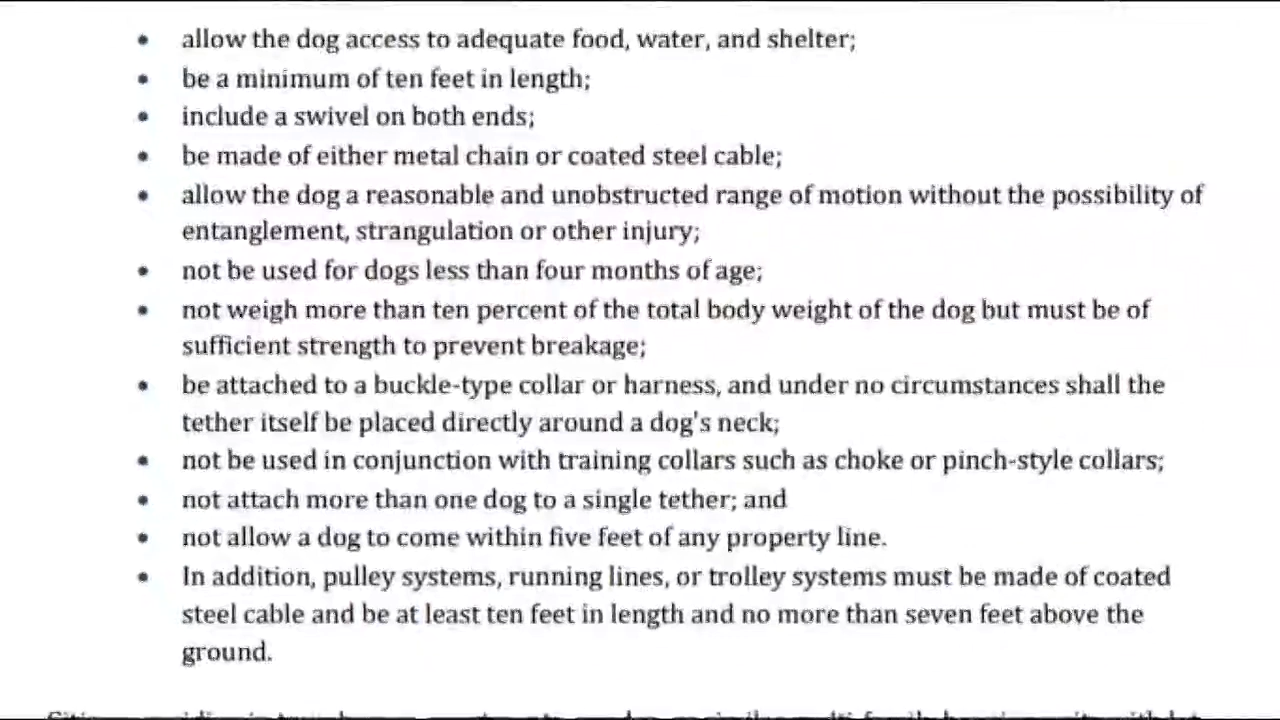 • allow the dog access to adequate food, water, and shelter;
• be a minimum of ten feet in length;
• include a swivel on both ends;
• be made of either metal chain or coated steel cable;
• allow the dog a reasonable and unobstructed range of motion without the possibility of
entanglement, strangulation or other injury;
• not be used for dogs less than four months of age;
• not weigh more than ten percent of the total body weight of the dog but must be of
sufficient strength to prevent breakage;
• be attached to a buckle-type collar or harness, and under no circumstances shall the
tether itself be placed directly around a dog's neck;
• not be used in conjunction with training collars such as choke or pinch-style collars;
• not attach more than one dog to a single tether; and
• not allow a dog to come within five feet of any property line.
• In addition, pulley systems, running lines, or trolley systems must be made of coated
steel cable and be at least ten feet in length and no more than seven feet above the
ground.